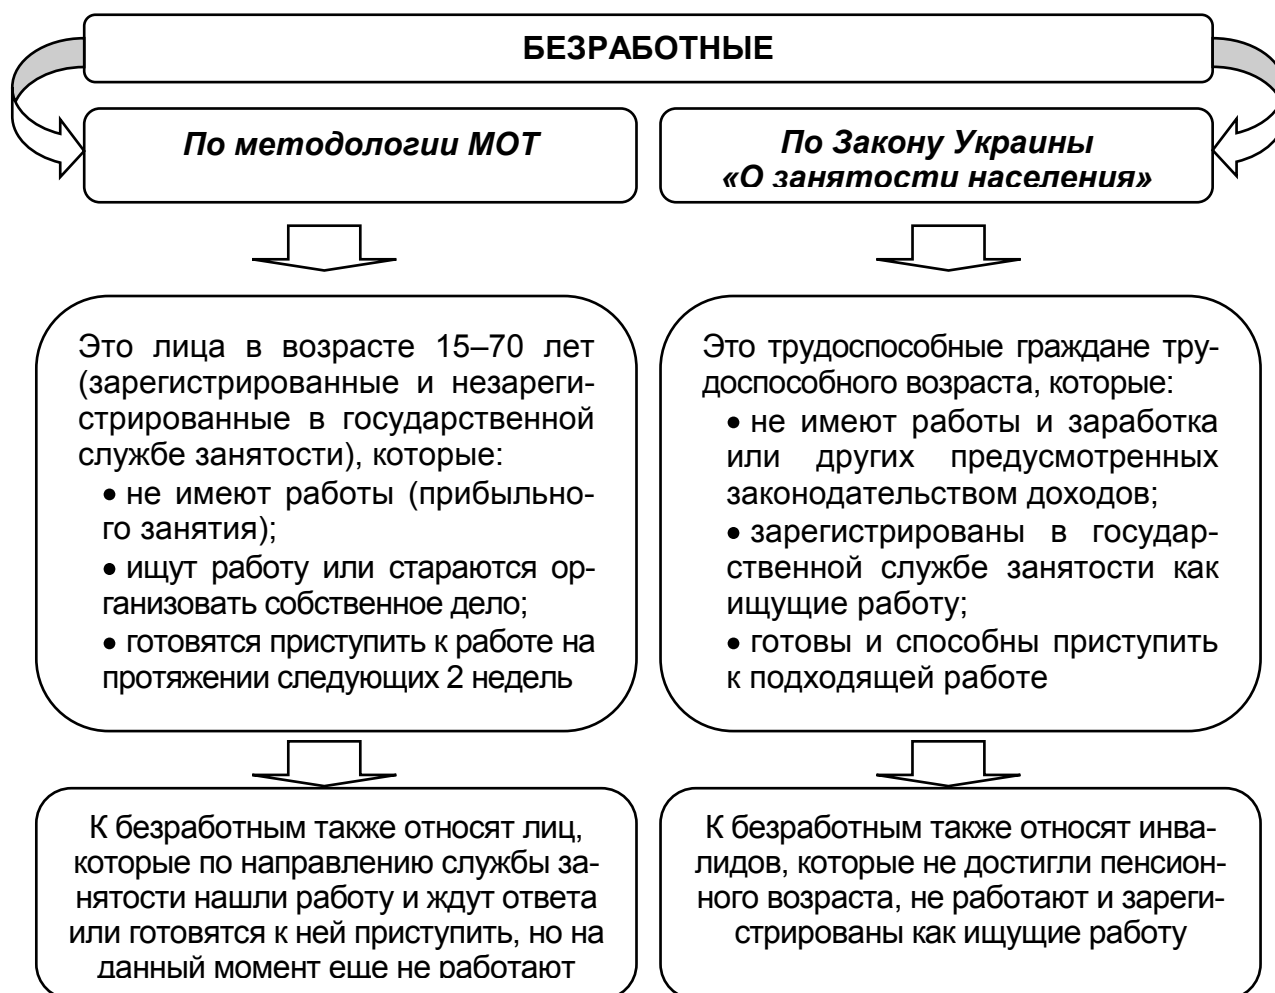 БЕЗРАБОТНЫЕ
По методологии МОТ
По Закону Украины
«О занятости населения»
Это лица в возрасте 15–70 лет
(зарегистрированные и незареги-
стрированные в государственной
службе занятости), которые:
• не имеют работы (прибыльно-
го занятия);
• ищут работу или стараются ор-
ганизовать собственное дело;
• готовятся приступить к работе на
протяжении следующих 2 недель
Это трудоспособные граждане тру-
доспособного возраста, которые:
• не имеют работы и заработка
или других предусмотренных
законодательством доходов;
• зарегистрированы в государ-
ственной службе занятости как
ищущие работу;
• готовы и способны приступить
к подходящей работе
К безработным также относят лиц,
которые по направлению службы за-
нятости нашли работу и ждут ответа
или готовятся к ней приступить, но на
данный момент еще не работают
К безработным также относят инва-
лидов, которые не достигли пенсион-
ного возраста, не работают и зареги-
стрированы как ищущие работу